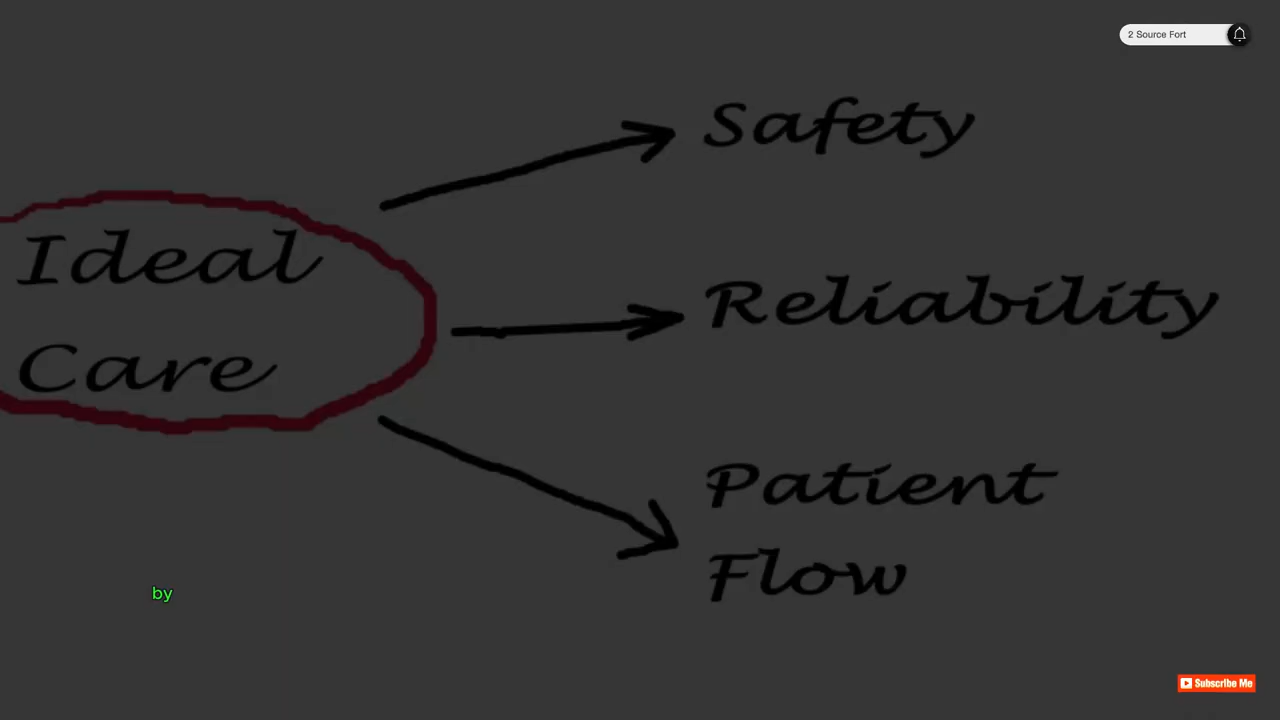 2 Source Fort
Safety
Ideal
Care
Reliability
Patient
Flow
by
Subscribe Me